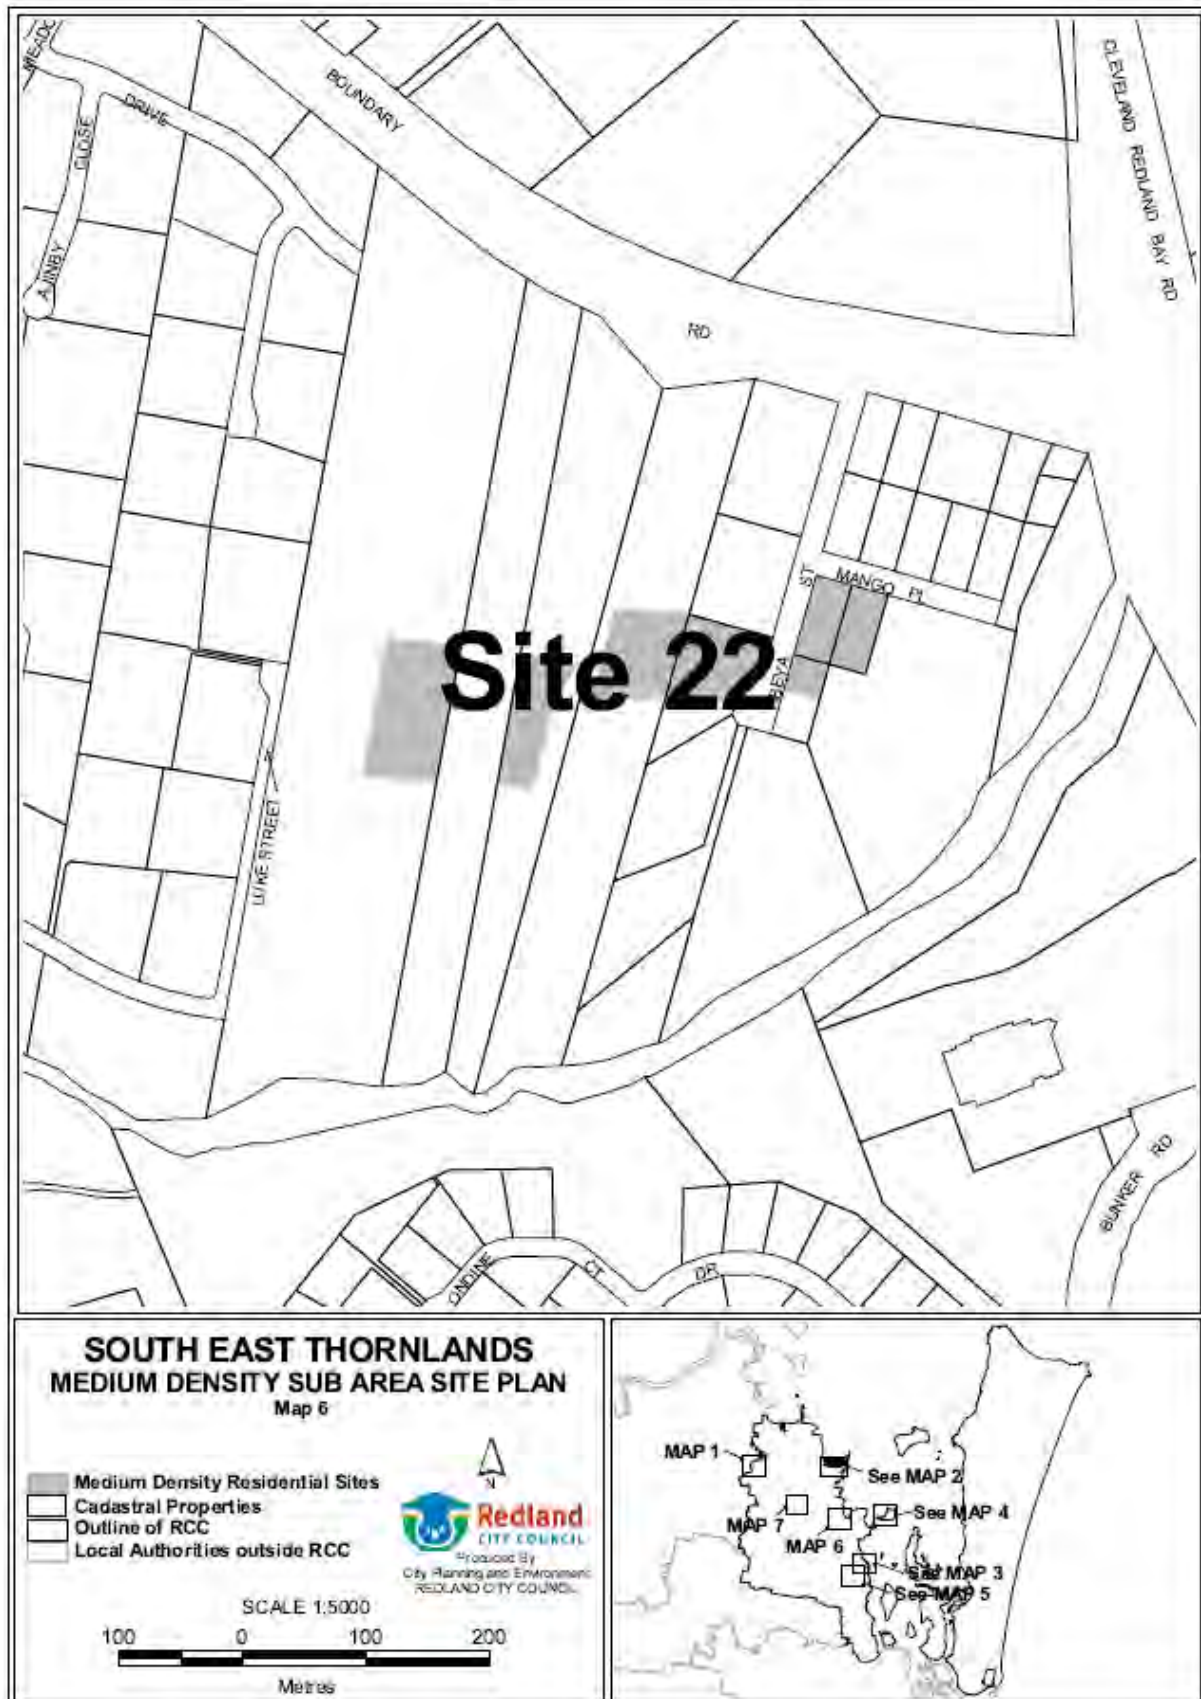 MEADO
DRIVE
CLOSE
AJINBY
BOUNDARY
RD
CLEVELAND REDLAND BAY RD
MANGO PL
ST
Site 22
LUKE STREET
BUNKER RD
ONDINE
CT
DR
SOUTH EAST THORNLANDS
MEDIUM DENSITY SUB AREA SITE PLAN
Map 6
N
Medium Density Residential Sites
Cadastral Properties
Outline of RCC
Local Authorities outside RCC
Redland
CITY COUNCIL
Produced By
City Planning and Environment
REDLAND CITY COUNCIL
SCALE 1:5000
100 0 100 200
Metres
MAP 1
See MAP 2
MAP 7
See MAP 4
MAP 6
See MAP 3
See MAP 5